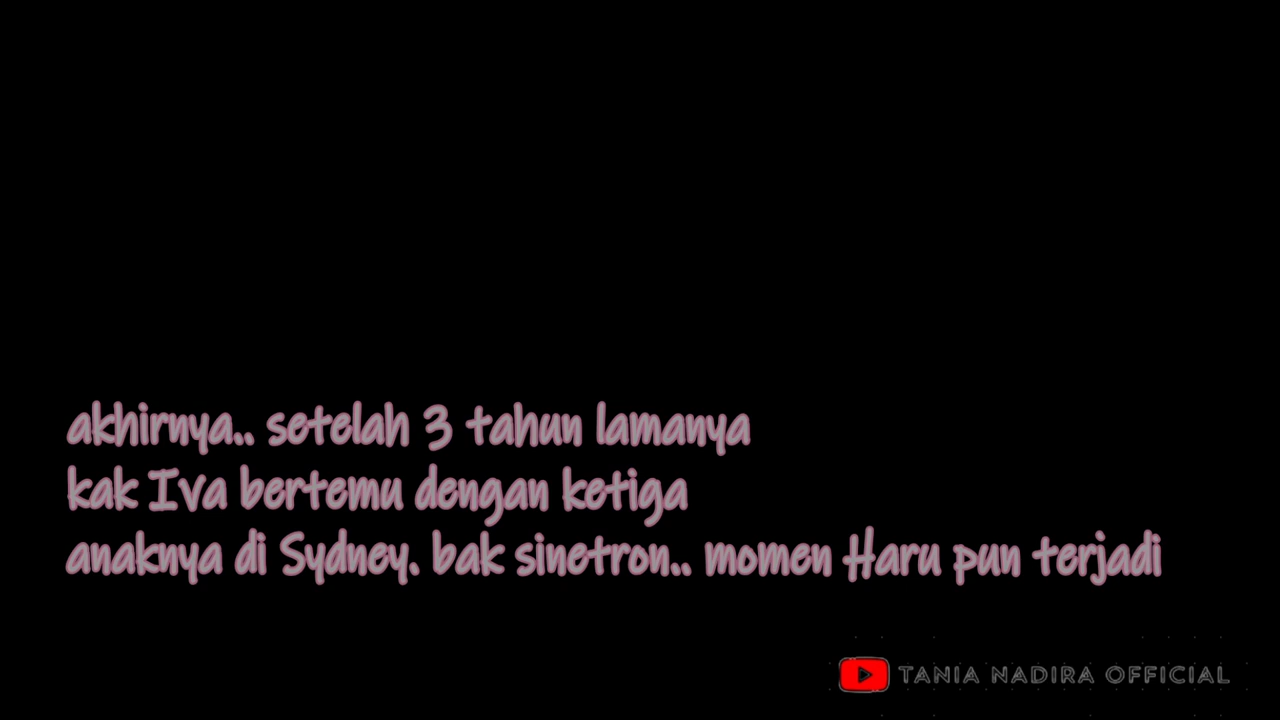 akhirnya.. setelah 3 tahun lamanya
kak Iva bertemu dengan ketiga
anaknya di Sydney. bak sinetron.. momen Haru pun terjadi
TANIA NADIRA OFFICIAL